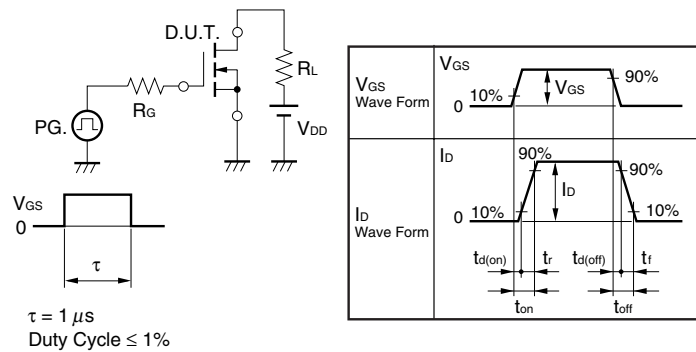 D.U.T.
RL
RG
PG.
VDD
VGS
0
τ
τ = 1 μs
Duty Cycle ≤ 1%
VGS
Wave Form
VGS
0
10%
VGS
90%
ID
Wave Form
ID
0
10%
90%
ID
90%
10%
td(on)
tr
td(off)
tf
ton
toff